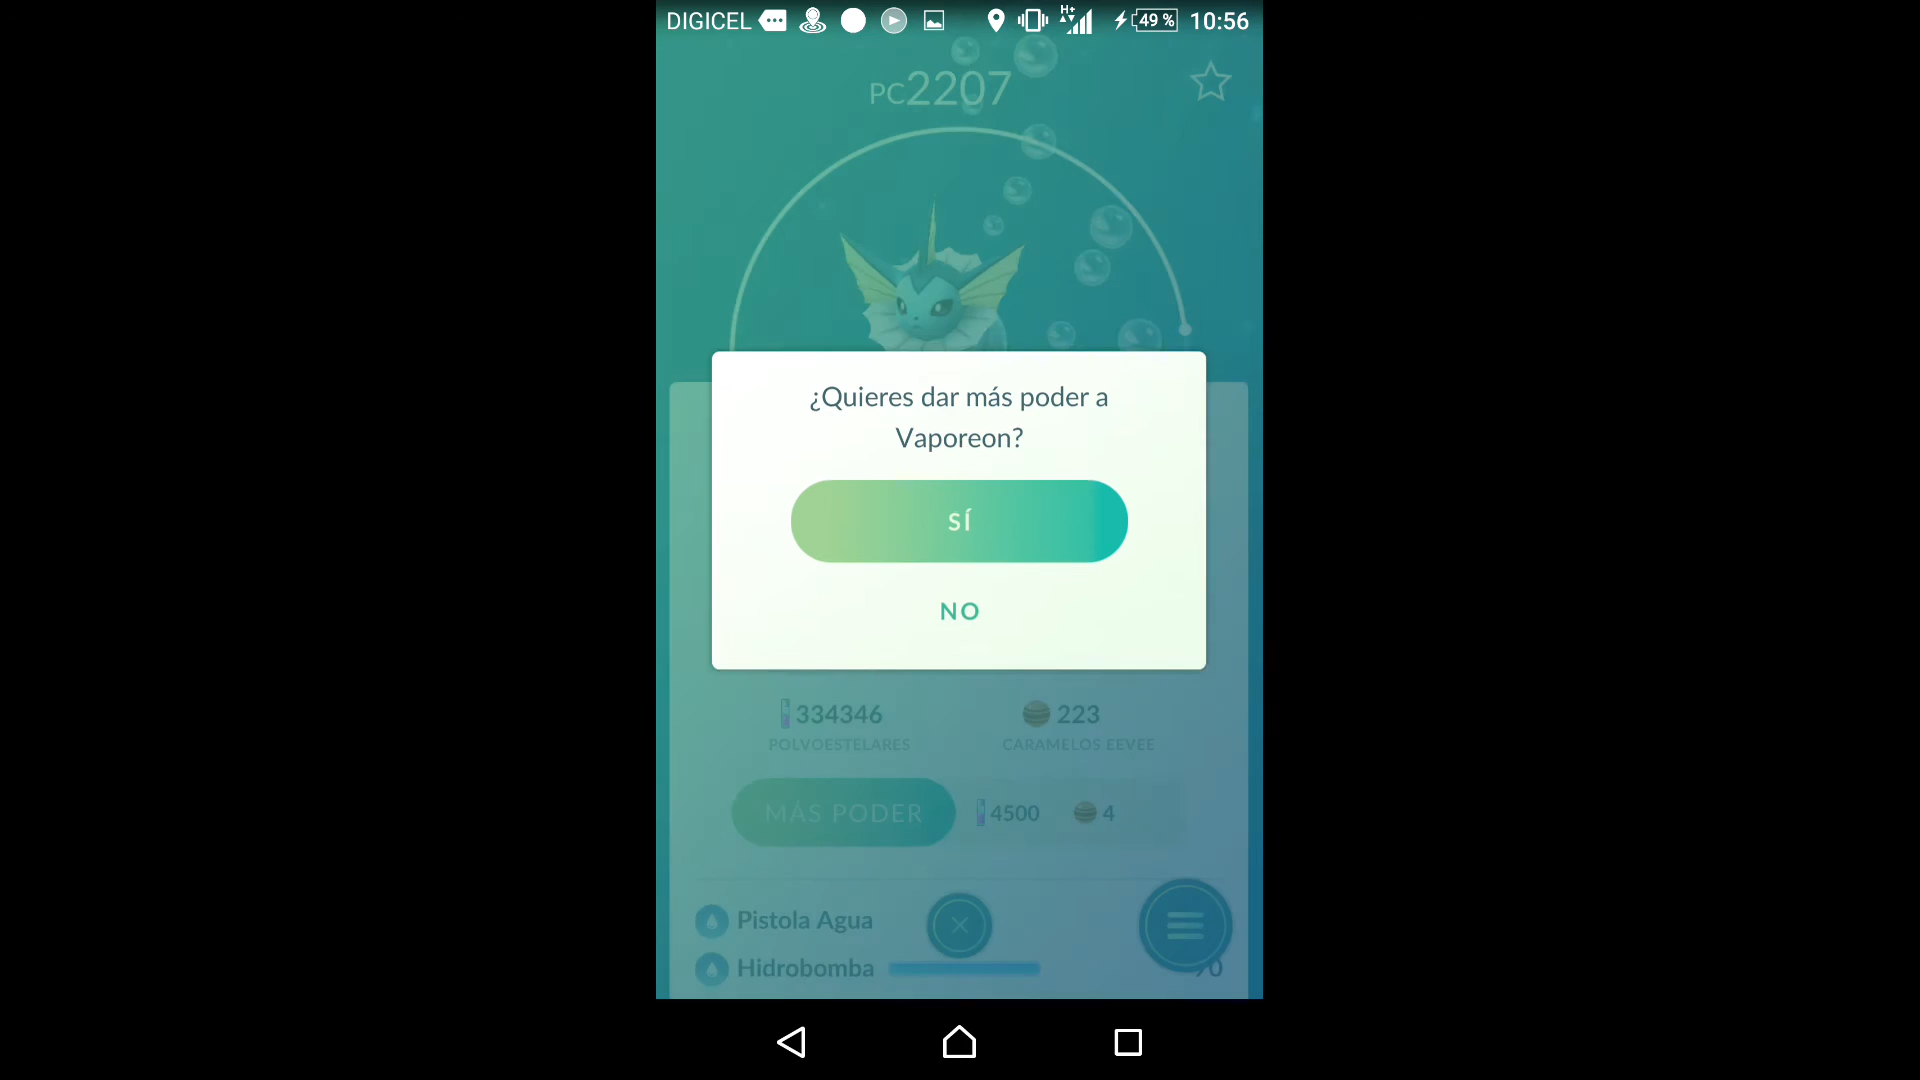 DIGICEL 49 % 10:56
H+
PC2207
¿Quieres dar más poder a
Vaporeon?
SÍ
NO
334346 223
POLVOESTELARES CARAMELOS EEVEE
MÁS PODER 4500 4
Pistola Agua
Hidrobomba 90